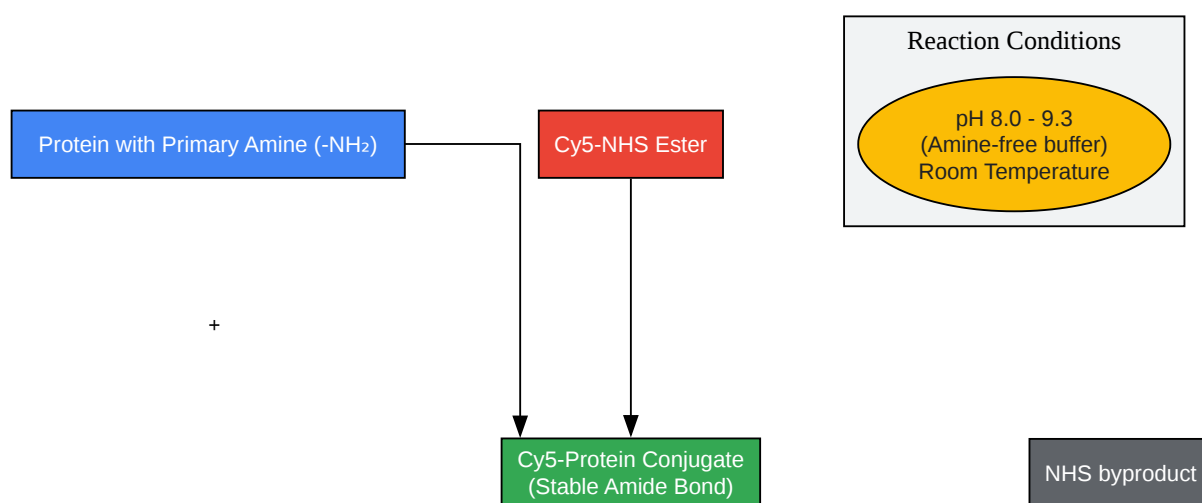 Reaction Conditions
pH 8.0 - 9.3
(Amine-free buffer)
Room Temperature
Protein with Primary Amine (-NH₂)
Cy5-NHS Ester
+
Cy5-Protein Conjugate
(Stable Amide Bond)
NHS byproduct